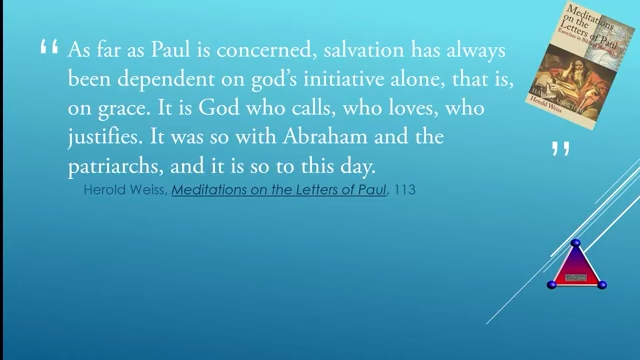 “ As far as Paul is concerned, salvation has always
been dependent on god’s initiative alone, that is,
on grace. It is God who calls, who loves, who
justifies. It was so with Abraham and the
patriarchs, and it is so to this day. ”
Herold Weiss, Meditations on the Letters of Paul, 113
Meditations
on the
Letters of Paul
Herold Weiss